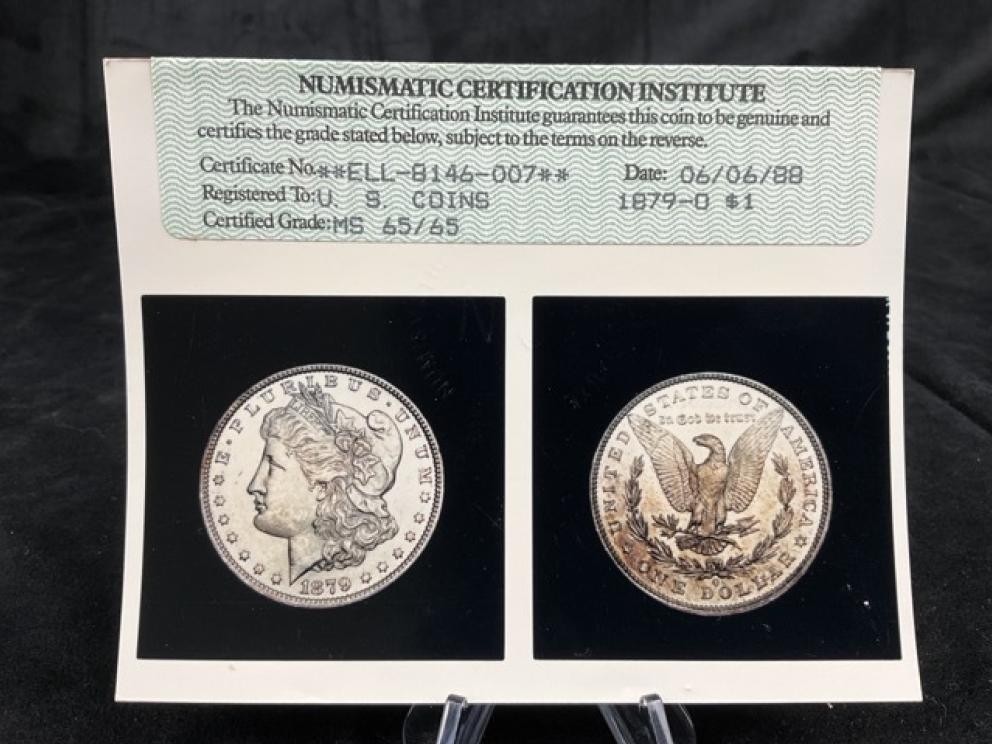 NUMISMATIC CERTIFICATION INSTITUTE
The Numismatic Certification Institute guarantees this coin to be genuine and
certifies the grade stated below, subject to the terms on the reverse.
Certificate No.**ELL-8146-007** Date: 06/06/88
Registered To:U. S. COINS 1879-O $1
Certified Grade:MS 65/65
E·PLURIBUS·UNUM
1879
UNITED STATES OF AMERICA
In God We trust
O
ONE DOLLAR